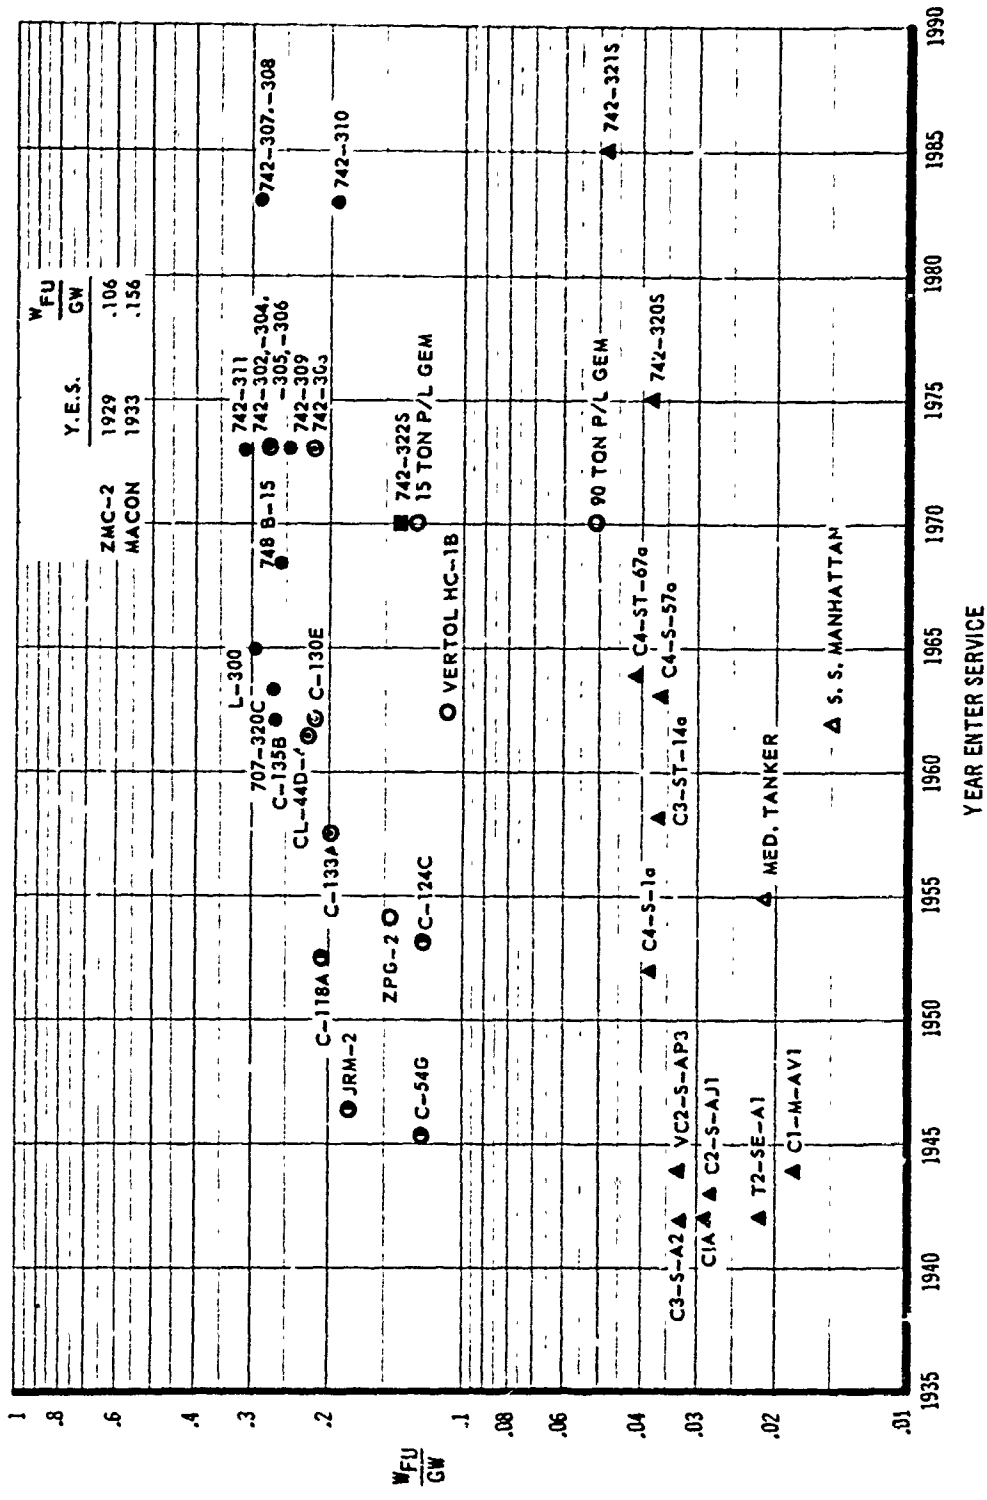 W FU
GW
Y.E.S.
ZMC-2 1929 .106
MACON 1933 .156
1
.8
.6
.4
.3
.2
.1
.08
.06
.04
.03
.02
.01
W FU
GW
742-307,-308
742-310
742-311
742-302,-304,
-305,-306
742-309
748 B-15
742-322S
15 TON P/L GEM
L-300
707-320C
C-135B
C-130E
C-133A
VERTOL HC-1B
C-118A
ZPG-2
C-124C
JRM-2
C-54G
742-321S
90 TON P/L GEM
742-320S
C4-ST-67a
C4-S-57a
C3-ST-14a
S. S. MANHATTAN
C4-S-1a
MED. TANKER
VC2-S-AP3
C3-S-A2
C2-S-AJ1
C1A
T2-SE-A1
C1-M-AV1
1935 1940 1945 1950 1955 1960 1965 1970 1975 1980 1985 1990
YEAR ENTER SERVICE